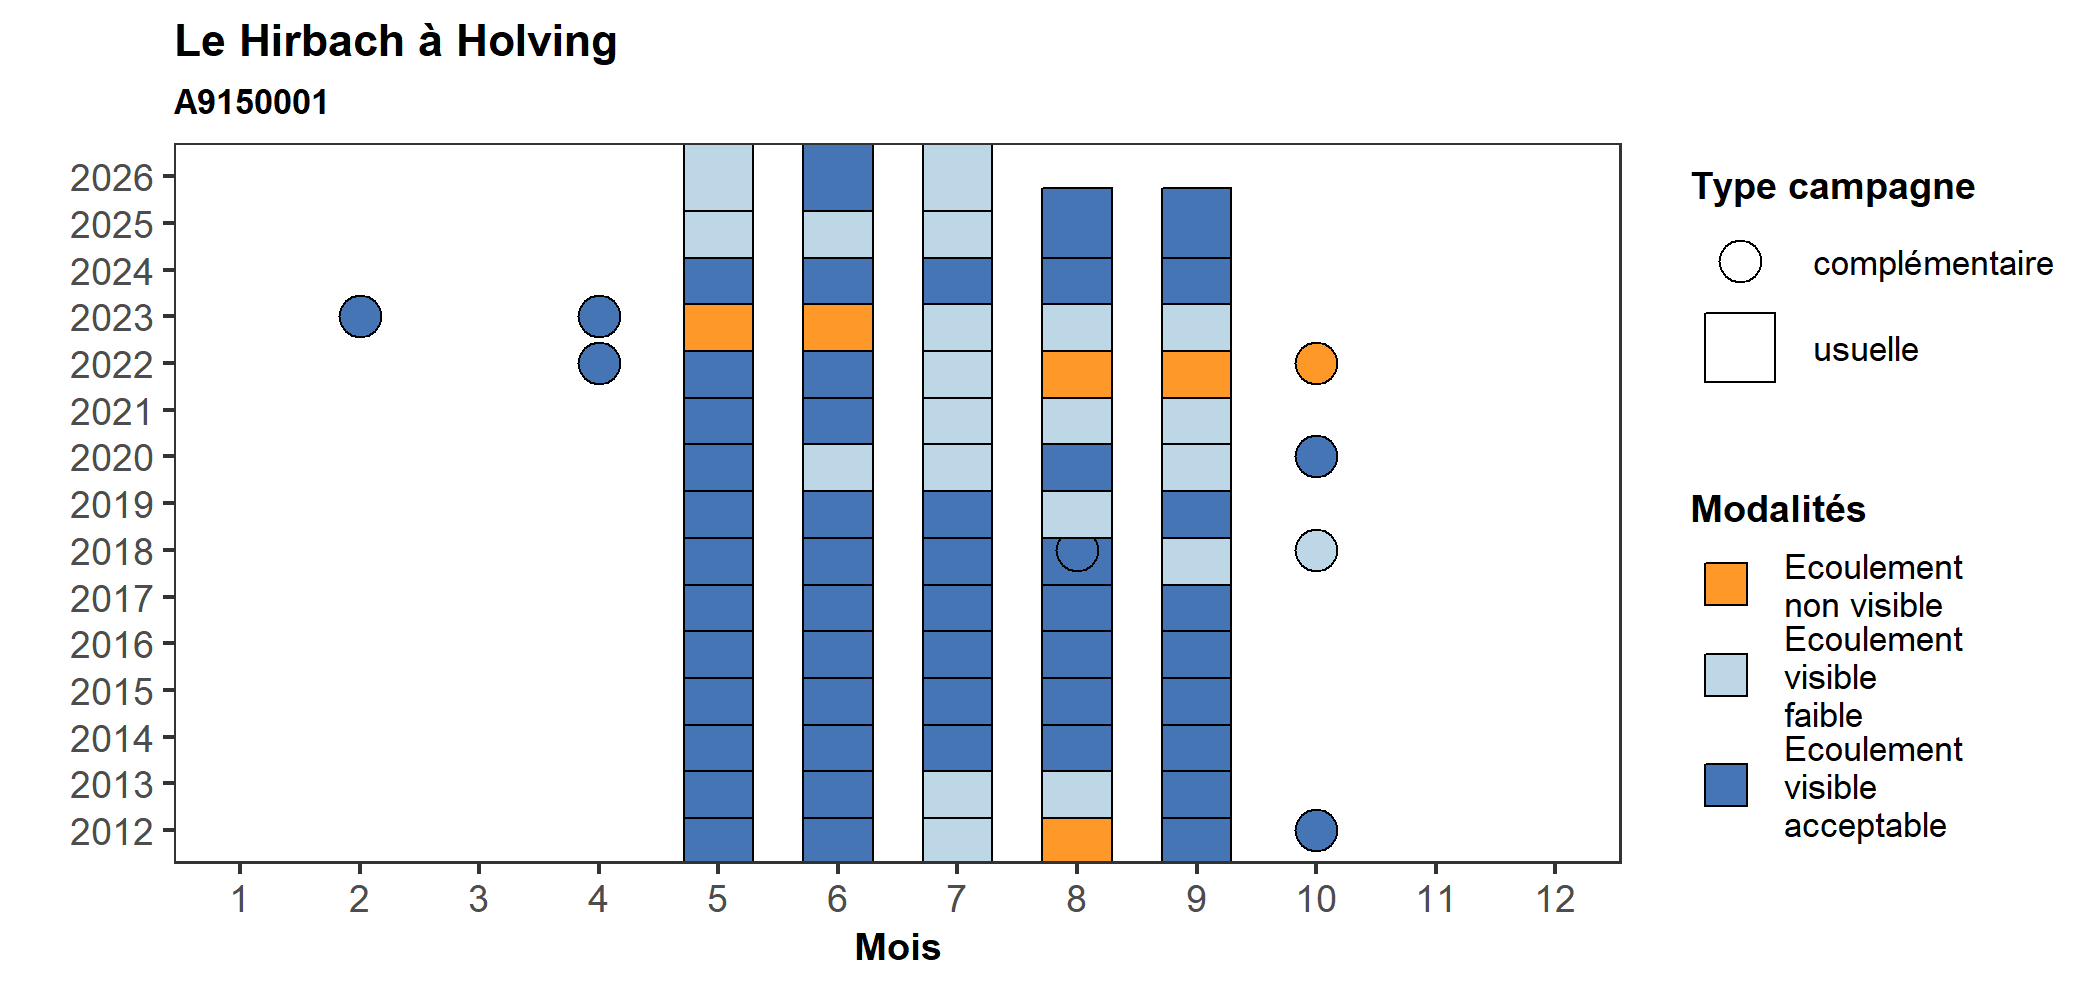 Le Hirbach à Holving
A9150001
2026
2025
2024
2023
2022
2021
2020
2019
2018
2017
2016
2015
2014
2013
2012
1 2 3 4 5 6 7 8 9 10 11 12
Mois
Type campagne
complémentaire
usuelle
Modalités
Ecoulement
non visible
Ecoulement
visible
faible
Ecoulement
visible
acceptable